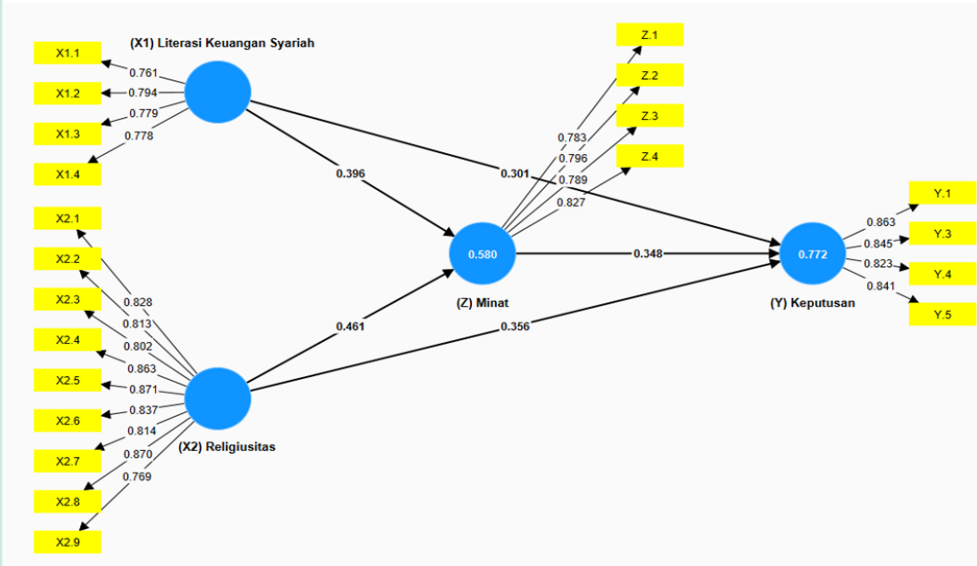 (X1) Literasi Keuangan Syariah
X1.1
X1.2
X1.3
X1.4
0.761
0.794
0.779
0.778
X2.1
X2.2
X2.3
X2.4
X2.5
X2.6
X2.7
X2.8
X2.9
0.828
0.813
0.802
0.863
0.871
0.837
0.814
0.870
0.769
(X2) Religiusitas
0.396
0.461
0.301
0.348
0.356
Z.1
Z.2
Z.3
Z.4
0.783
0.796
0.789
0.827
0.580
(Z) Minat
0.772
(Y) Keputusan
Y.1
Y.3
Y.4
Y.5
0.863
0.845
0.823
0.841